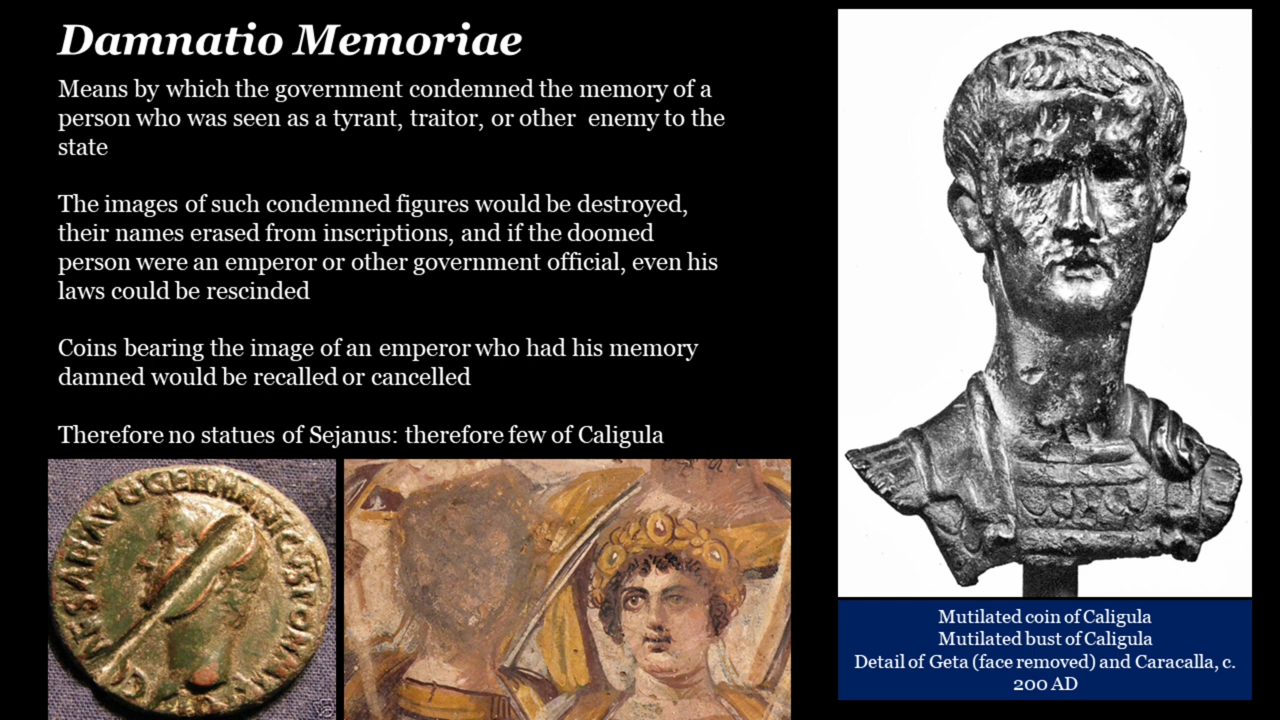 Damnatio Memoriae
Means by which the government condemned the memory of a
person who was seen as a tyrant, traitor, or other enemy to the
state
The images of such condemned figures would be destroyed,
their names erased from inscriptions, and if the doomed
person were an emperor or other government official, even his
laws could be rescinded
Coins bearing the image of an emperor who had his memory
damned would be recalled or cancelled
Therefore no statues of Sejanus: therefore few of Caligula
Mutilated coin of Caligula
Mutilated bust of Caligula
Detail of Geta (face removed) and Caracalla, c.
200 AD